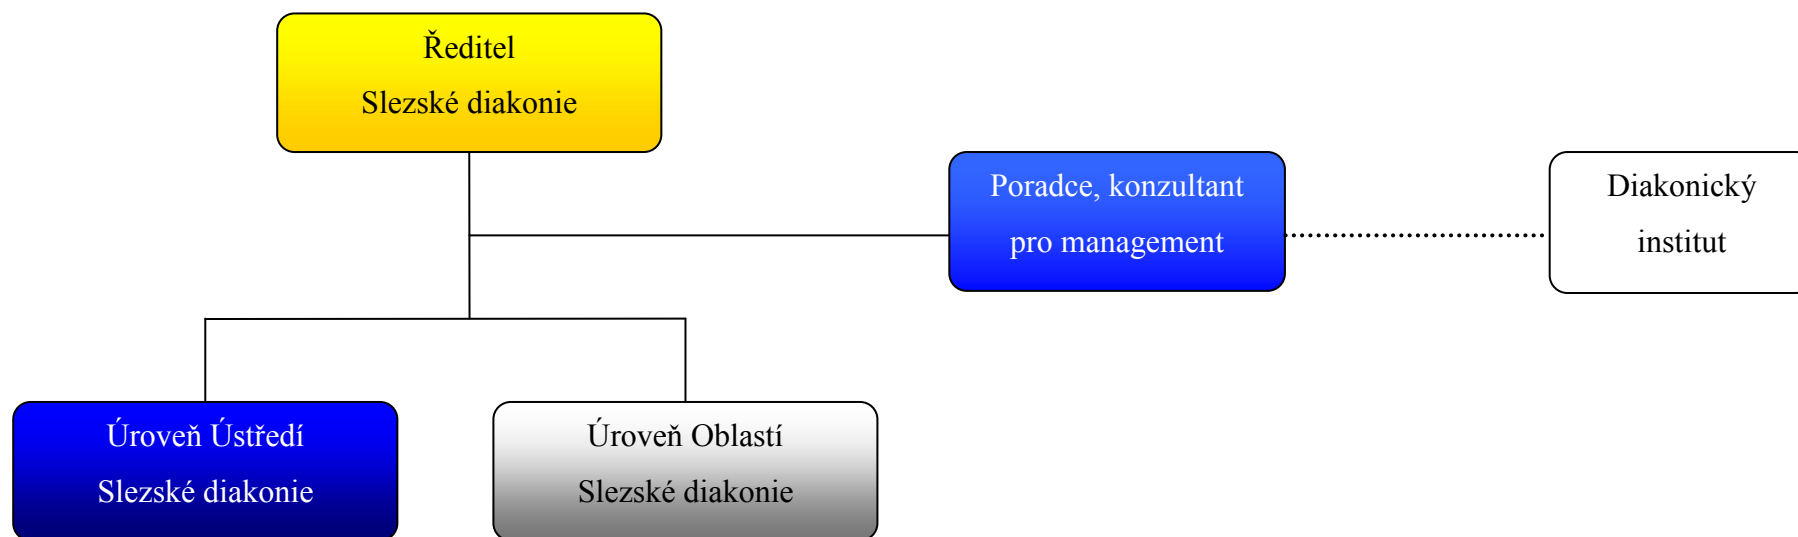 Ředitel
Slezské diakonie
Poradce, konzultant
pro management
Diakonický
institut
Úroveň Ústředí
Slezské diakonie
Úroveň Oblastí
Slezské diakonie